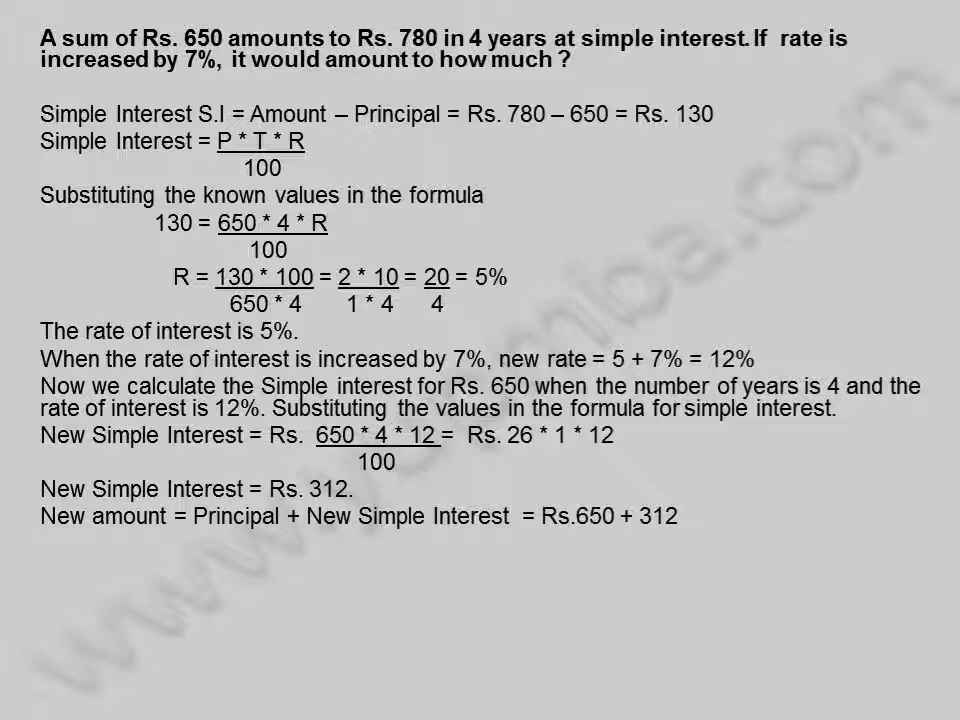 A sum of Rs. 650 amounts to Rs. 780 in 4 years at simple interest. If rate is
increased by 7%, it would amount to how much ?
Simple Interest S.I = Amount – Principal = Rs. 780 – 650 = Rs. 130
Simple Interest = P * T * R
100
Substituting the known values in the formula
130 = 650 * 4 * R
100
R = 130 * 100 = 2 * 10 = 20 = 5%
650 * 4 1 * 4 4
The rate of interest is 5%.
When the rate of interest is increased by 7%, new rate = 5 + 7% = 12%
Now we calculate the Simple interest for Rs. 650 when the number of years is 4 and the
rate of interest is 12%. Substituting the values in the formula for simple interest.
New Simple Interest = Rs. 650 * 4 * 12 = Rs. 26 * 1 * 12
100
New Simple Interest = Rs. 312.
New amount = Principal + New Simple Interest = Rs.650 + 312